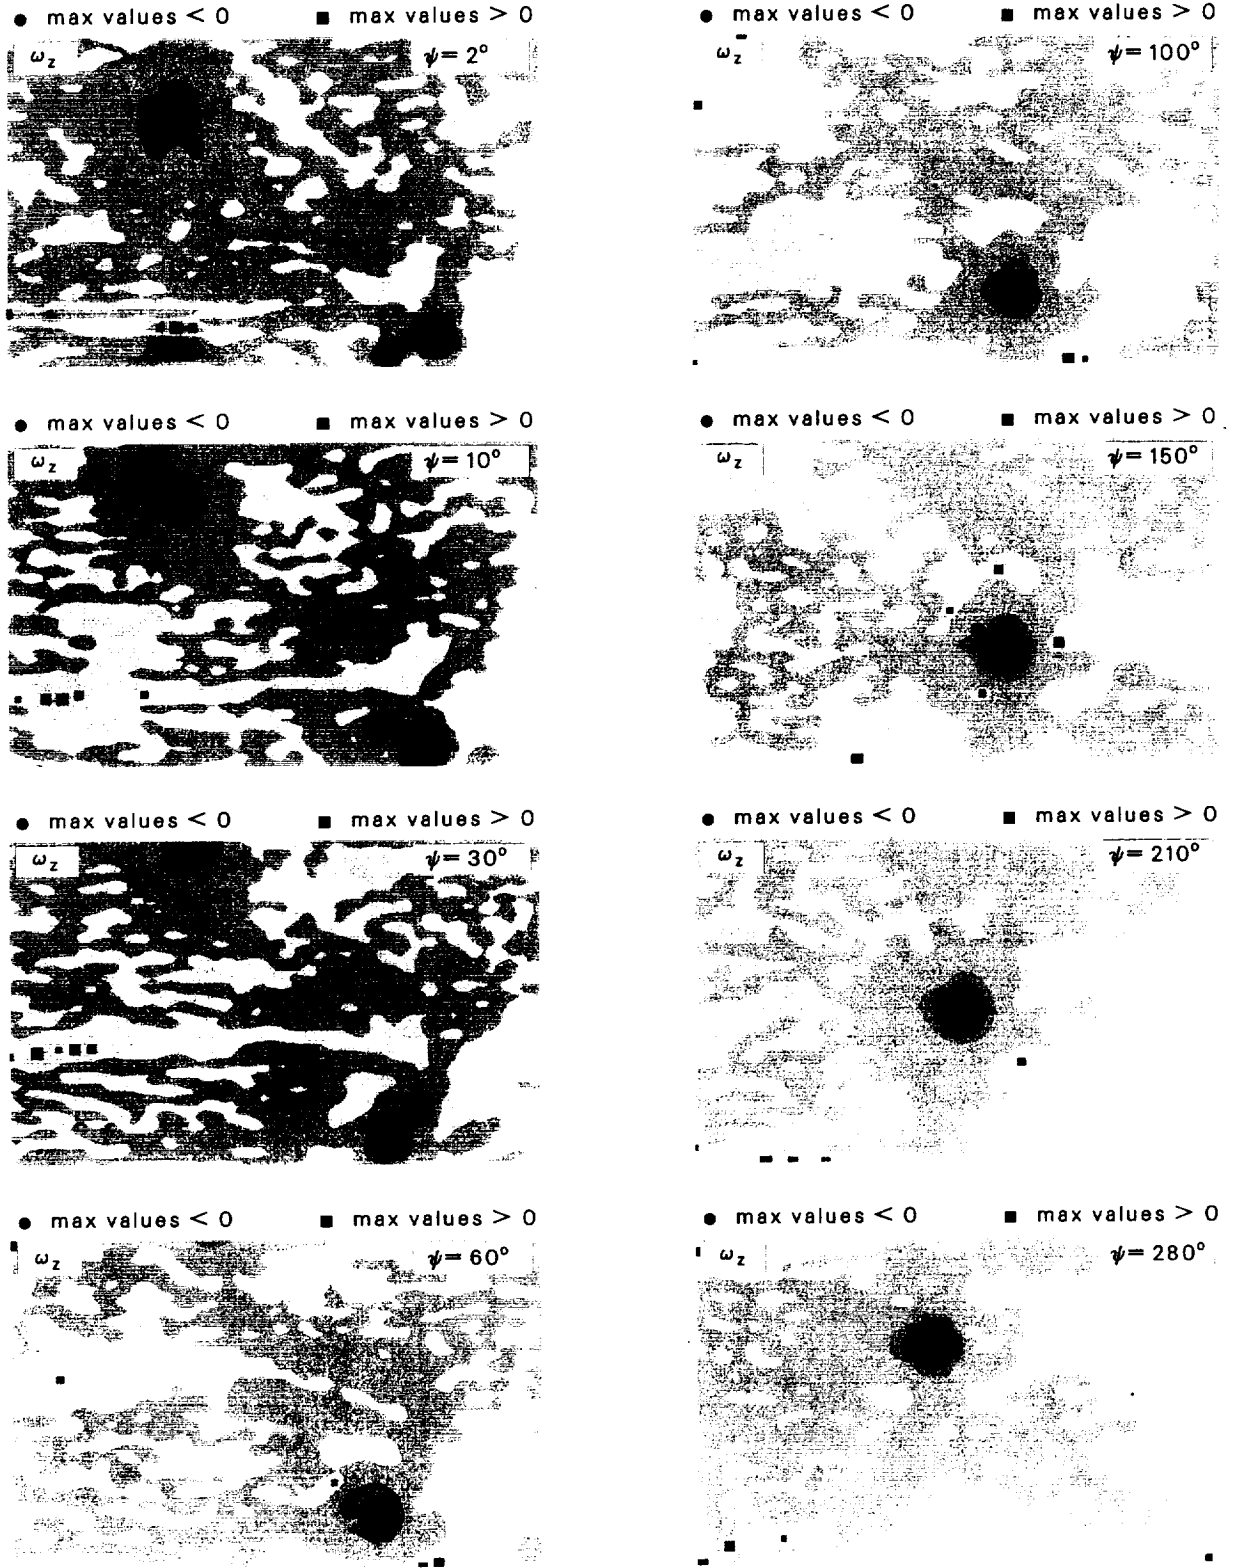 ● max values < 0 ■ max values > 0
ω_z ψ = 2°
● max values < 0 ■ max values > 0
ω_z ψ = 10°
● max values < 0 ■ max values > 0
ω_z ψ = 30°
● max values < 0 ■ max values > 0
ω_z ψ = 60°
● max values < 0 ■ max values > 0
ω_z ψ = 100°
● max values < 0 ■ max values > 0
ω_z ψ = 150°
● max values < 0 ■ max values > 0
ω_z ψ = 210°
● max values < 0 ■ max values > 0
ω_z ψ = 280°